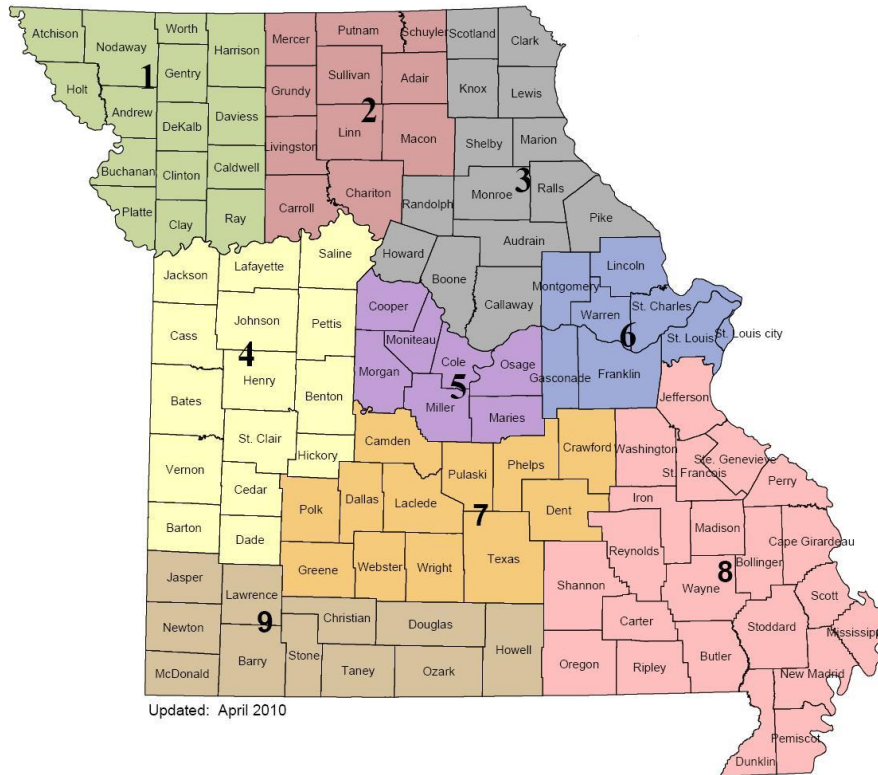 Atchison
Nodaway
Worth
Harrison
Mercer
Putnam
Schuyler
Scotland
Clark
Holt
1
Gentry
Andrew
DeKalb
Daviess
Grundy
Sullivan
Adair
2
Linn
Knox
Lewis
Buchanan
Clinton
Caldwell
Livingston
Macon
Shelby
Marion
Platte
Clay
Ray
Carroll
Chariton
Randolph
Monroe
3
Ralls
Pike
Audrain
Howard
Boone
Callaway
Saline
Lafayette
Jackson
Cass
Johnson
Pettis
4
Henry
Bates
Benton
St. Clair
Hickory
Vernon
Cedar
Barton
Dade
Cooper
Moniteau
Morgan
Cole
Osage
5
Miller
Maries
Montgomery
Lincoln
Warren
St. Charles
6
St. Louis
St. Louis city
Gasconade
Franklin
Camden
Pulaski
Phelps
Crawford
Polk
Dallas
Laclede
7
Dent
Greene
Webster
Wright
Texas
Jefferson
Washington
St. Francois
Ste. Genevieve
Perry
Iron
Madison
Reynolds
Bollinger
Cape Girardeau
8
Shannon
Wayne
Scott
Carter
Stoddard
Mississippi
Oregon
Ripley
Butler
New Madrid
Pemiscot
Dunklin
Jasper
Lawrence
Newton
9
Christian
Douglas
Howell
McDonald
Barry
Stone
Taney
Ozark
Updated: April 2010